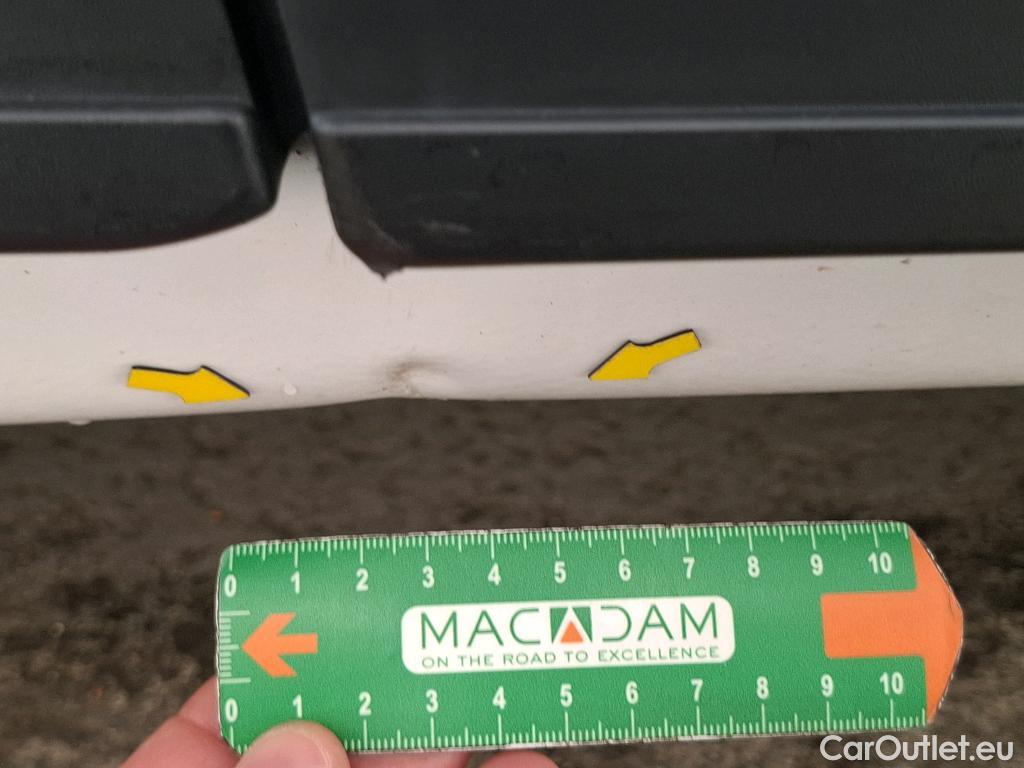 0 1 2 3 4 5 6 7 8 9 10
MACADAM
ON THE ROAD TO EXCELLENCE
0 1 2 3 4 5 6 7 8 9 10
CarOutlet.eu